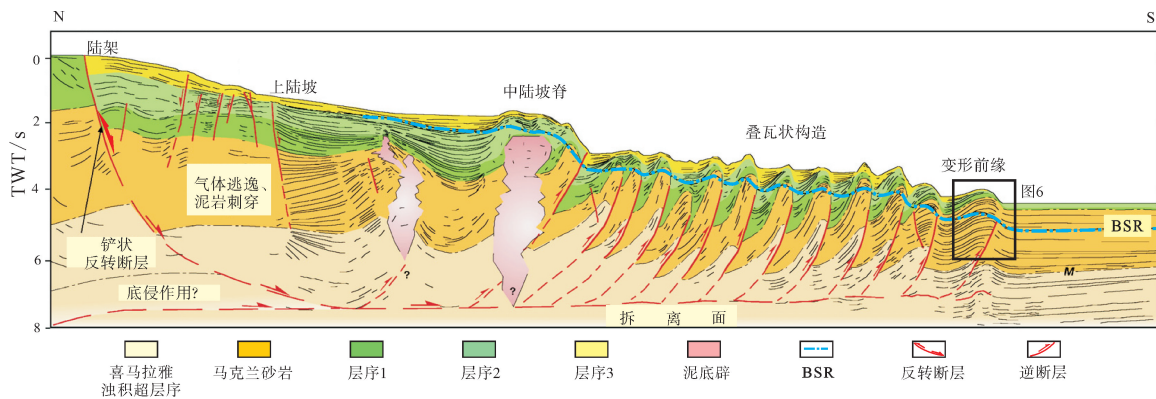 N
S
陆架
上陆坡
中陆坡脊
叠瓦状构造
变形前缘
图6
TWT/s
0
2
4
6
8
气体逃逸、
泥岩刺穿
铲状
反转断层
底侵作用?
?
?
BSR
M
拆离面
喜马拉雅
浊积超层序
马克兰砂岩
层序1
层序2
层序3
泥底辟
BSR
反转断层
逆断层